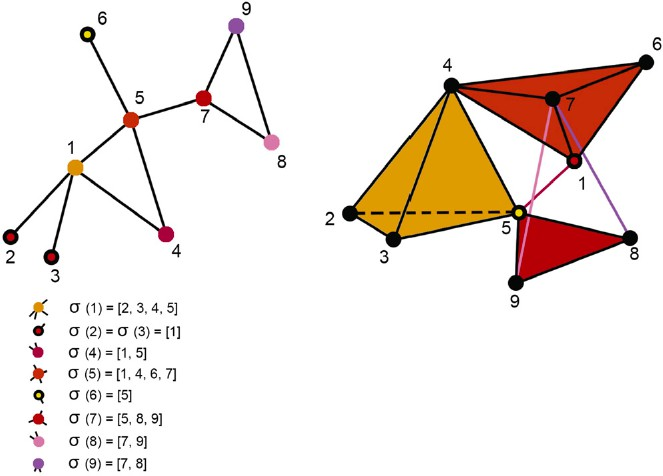 9
6
5
7
1
8
4
2
3
4
6
7
1
2
5
3
8
9
σ (1) = [2, 3, 4, 5]
σ (2) = σ (3) = [1]
σ (4) = [1, 5]
σ (5) = [1, 4, 6, 7]
σ (6) = [5]
σ (7) = [5, 8, 9]
σ (8) = [7, 9]
σ (9) = [7, 8]